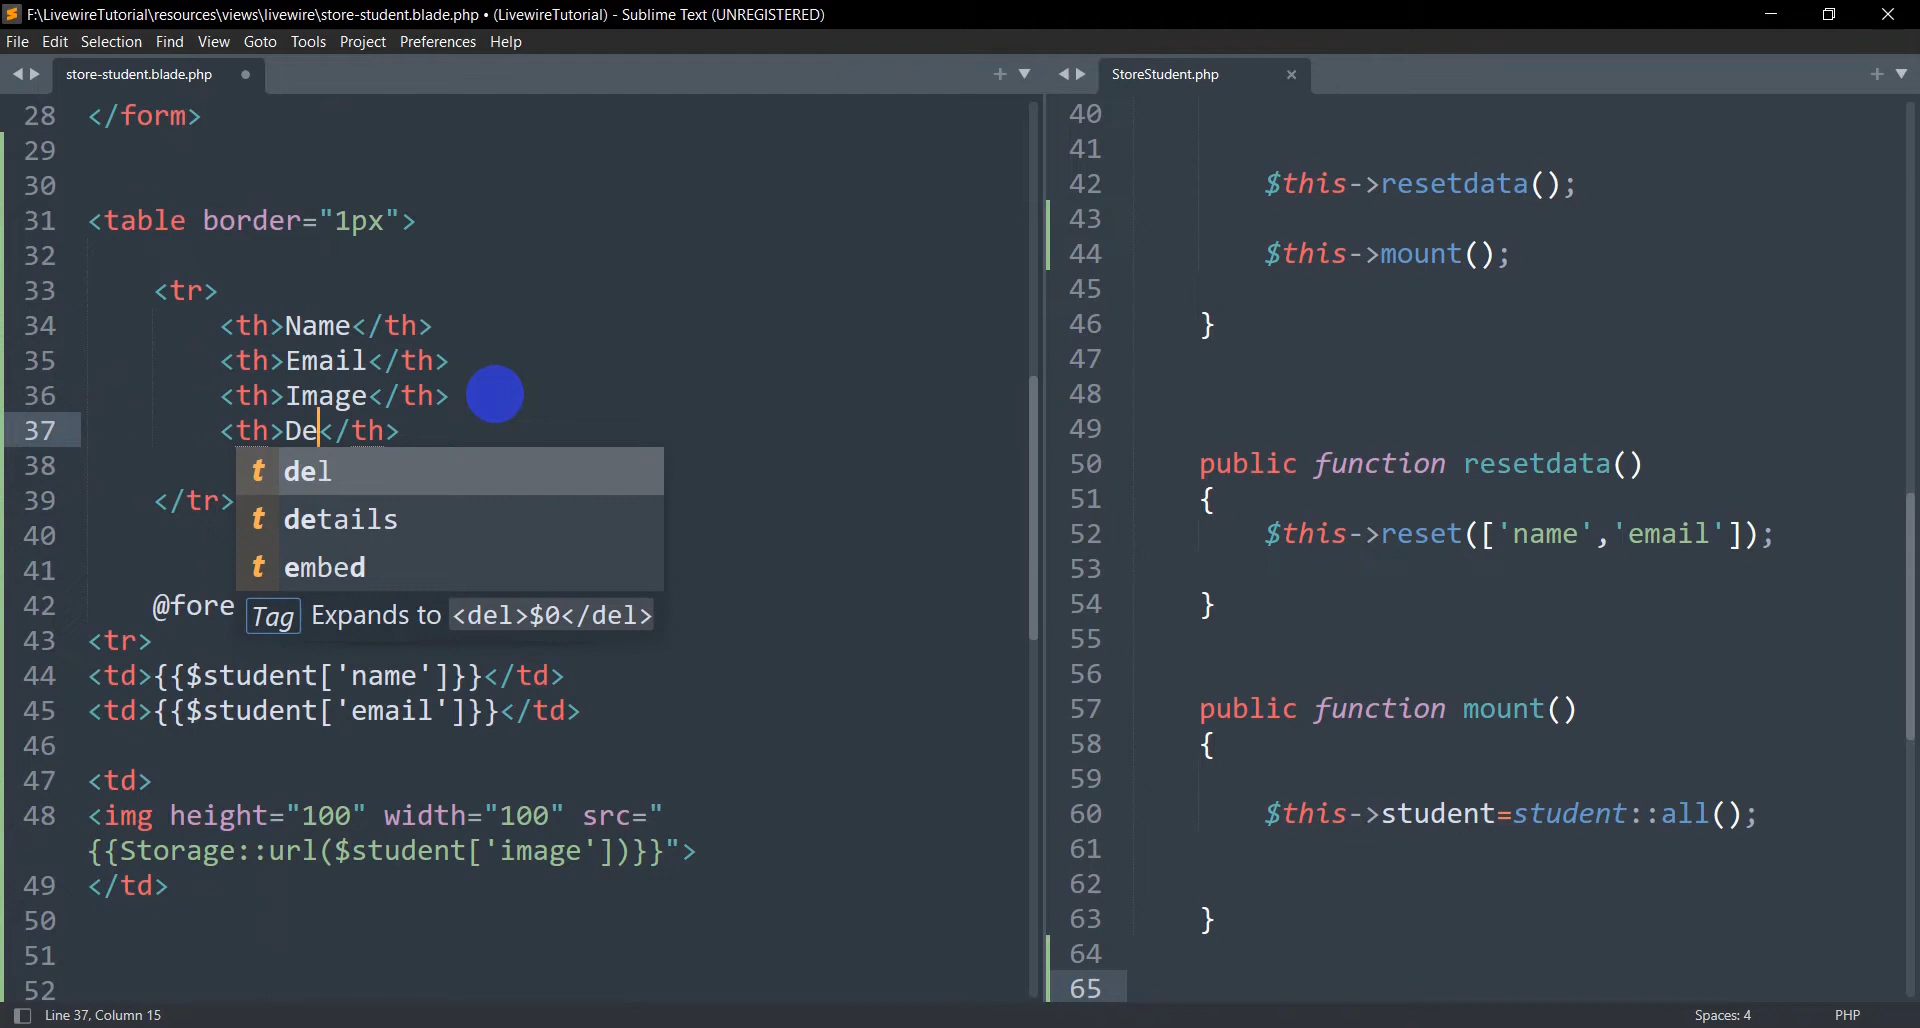 F:\LivewireTutorial\resources\views\livewire\store-student.blade.php • (LivewireTutorial) - Sublime Text (UNREGISTERED)
File Edit Selection Find View Goto Tools Project Preferences Help
store-student.blade.php
28 </form>
29
30
31 <table border="1px">
32
33 <tr>
34 <th>Name</th>
35 <th>Email</th>
36 <th>Image</th>
37 <th>De</th>
38
39 </tr>
40
41
42 @fore
43 <tr>
44 <td>{{$student['name']}}</td>
45 <td>{{$student['email']}}</td>
46
47 <td>
48 <img height="100" width="100" src="
{{Storage::url($student['image'])}}">
49 </td>
50
51
52
t del
t details
t embed
Tag Expands to <del>$0</del>
StoreStudent.php
40
41
42 $this->resetdata();
43
44 $this->mount();
45
46 }
47
48
49
50 public function resetdata()
51 {
52 $this->reset(['name','email']);
53
54 }
55
56
57 public function mount()
58 {
59
60 $this->student=student::all();
61
62
63 }
64
65
Line 37, Column 15
Spaces: 4
PHP